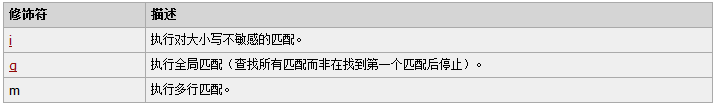 修饰符 描述
i 执行对大小写不敏感的匹配。
g 执行全局匹配（查找所有匹配而非在找到第一个匹配后停止）。
m 执行多行匹配。